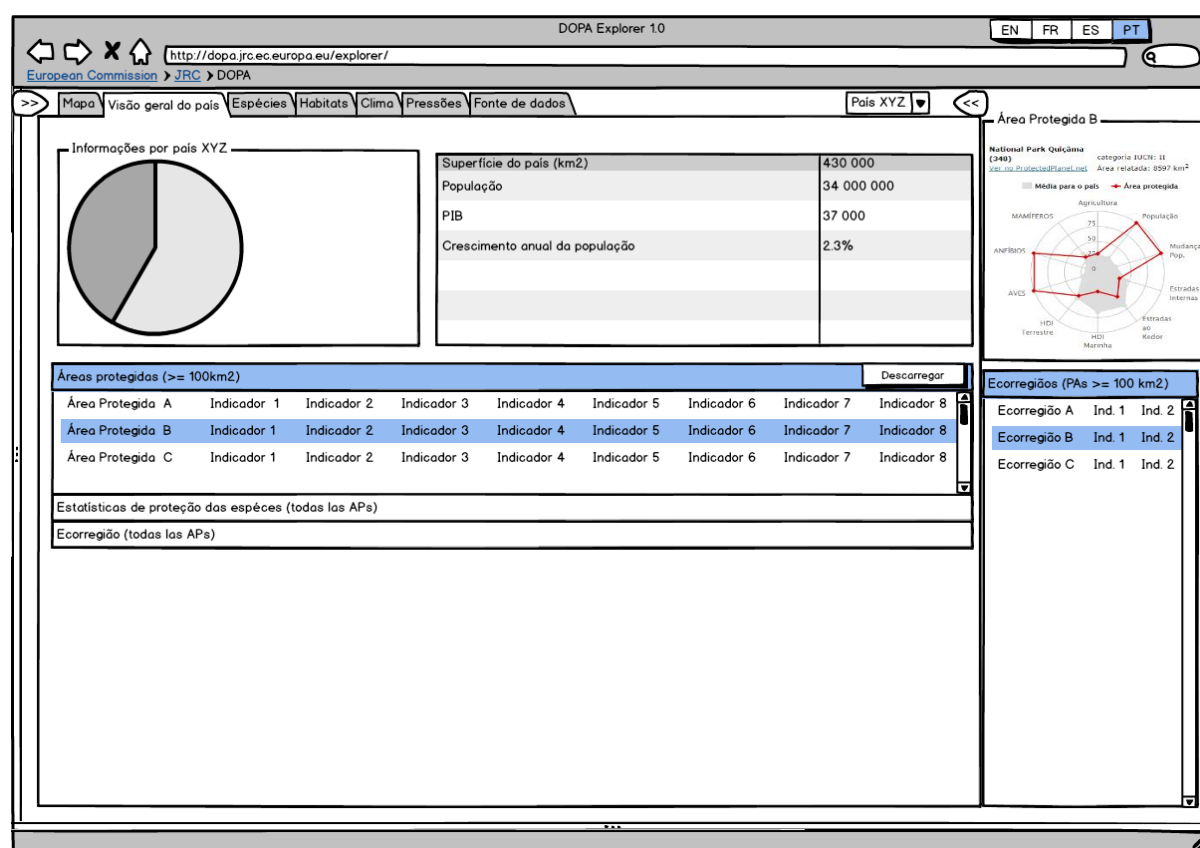 DOPA Explorer 1.0
EN FR ES PT
http://dopa.jrc.ec.europa.eu/explorer/
European Commission > JRC > DOPA
>> Mapa Visão geral do país Espécies Habitats Clima Pressões Fonte de dados País XYZ <<
Informações por país XYZ
Superfície do país (km2) 430 000
População 34 000 000
PIB 37 000
Crescimento anual da população 2.3%
Áreas protegidas (>= 100km2) Descarregar
Área Protegida A Indicador 1 Indicador 2 Indicador 3 Indicador 4 Indicador 5 Indicador 6 Indicador 7 Indicador 8
Área Protegida B Indicador 1 Indicador 2 Indicador 3 Indicador 4 Indicador 5 Indicador 6 Indicador 7 Indicador 8
Área Protegida C Indicador 1 Indicador 2 Indicador 3 Indicador 4 Indicador 5 Indicador 6 Indicador 7 Indicador 8
Estatísticas de proteção das espéces (todas las APs)
Ecorregião (todas las APs)
Área Protegida B
National Park Quiçãma
(340) categoria IUCN: II
Ver no ProtectedPlanet.net Área relatada: 8597 km²
Média para o país Área protegida
Agricultura
MAMÍFEROS População
75
50
ANFÍBIOS Mudança
Pop.
25
0
AVES Estradas
Internas
HDI
Terrestre
Estradas
ao
Redor
HDI
Marinha
Ecorregiãos (PAs >= 100 km2)
Ecorregião A Ind. 1 Ind. 2
Ecorregião B Ind. 1 Ind. 2
Ecorregião C Ind. 1 Ind. 2